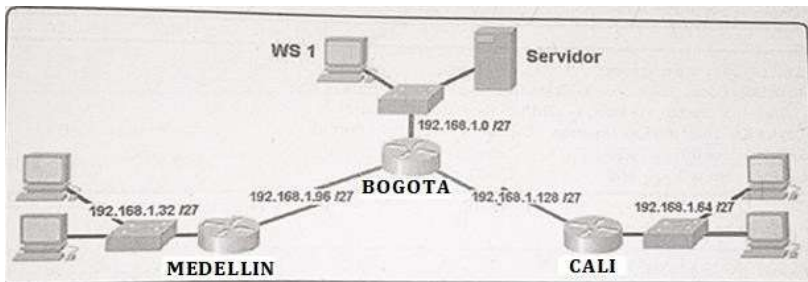 WS 1
Servidor
192.168.1.0 /27
BOGOTA
192.168.1.96 /27
192.168.1.128 /27
192.168.1.32 /27
192.168.1.64 /27
MEDELLIN
CALI